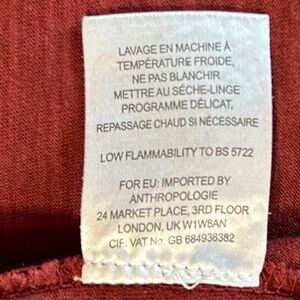 LAVAGE EN MACHINE À
TEMPÉRATURE FROIDE,
NE PAS BLANCHIR
METTRE AU SÉCHE-LINGE
PROGRAMME DÉLICAT,
REPASSAGE CHAUD SI NÉCESSAIRE
LOW FLAMMABILITY TO BS 5722
FOR EU: IMPORTED BY
ANTHROPOLOGIE
24 MARKET PLACE, 3RD FLOOR
LONDON, UK W1W8AN
CIF: VAT No. GB 684936382